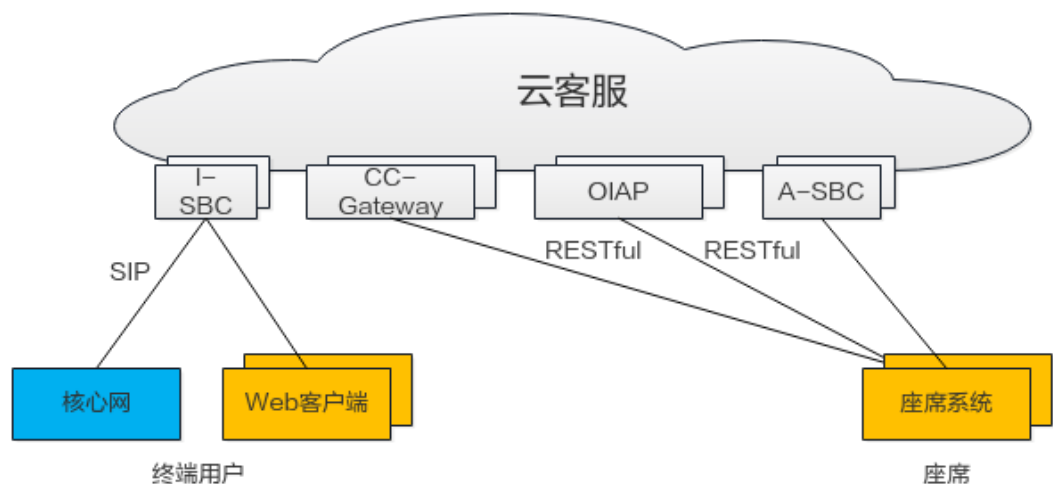 云客服
I-
SBC
CC-
Gateway
OIAP
A-SBC
SIP
RESTful
RESTful
核心网
Web客户端
座席系统
终端用户
座席